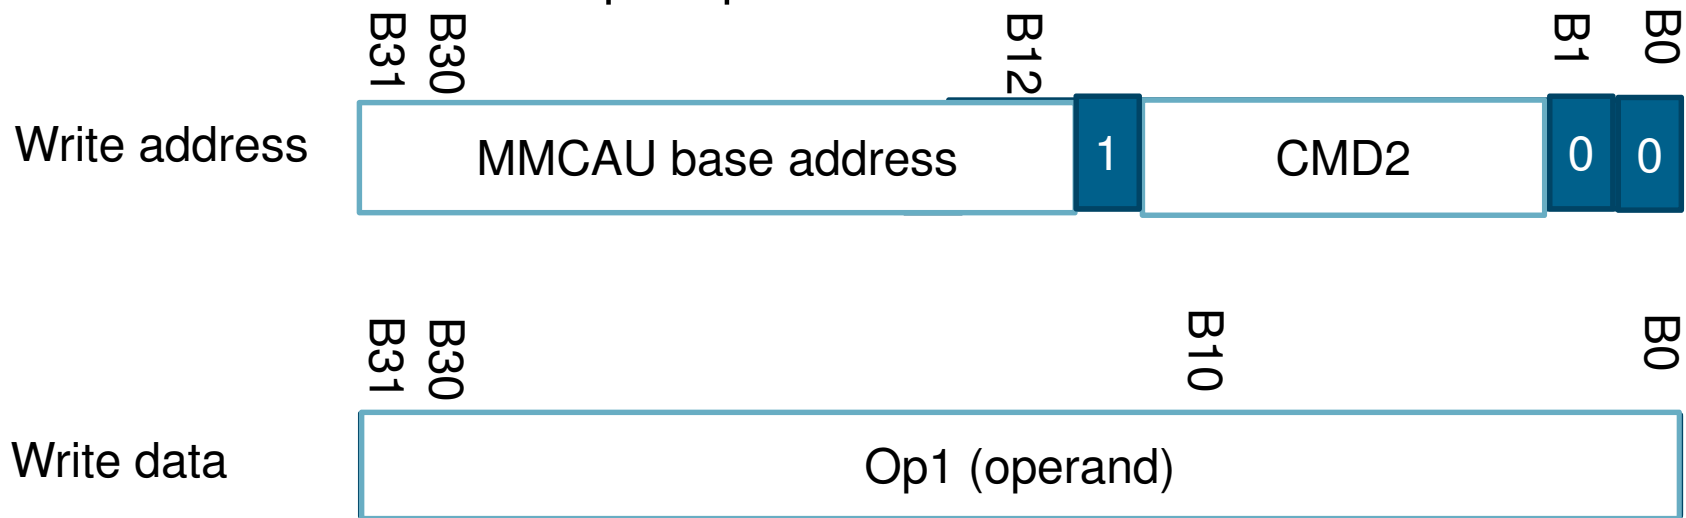 B31 B30 B12 B1 B0
Write address MMCAU base address 1 CMD2 0 0
B31 B30 B10 B0
Write data Op1 (operand)